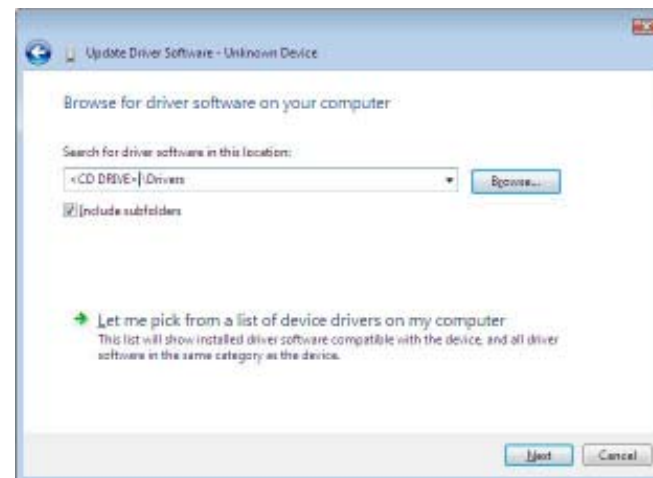 Update Driver Software - Unknown Device
Browse for driver software on your computer
Search for driver software in this location:
<CD DRIVE>\Drivers
Browse...
Include subfolders
Let me pick from a list of device drivers on my computer
This list will show installed driver software compatible with the device, and all driver
software in the same category as the device.
Next
Cancel